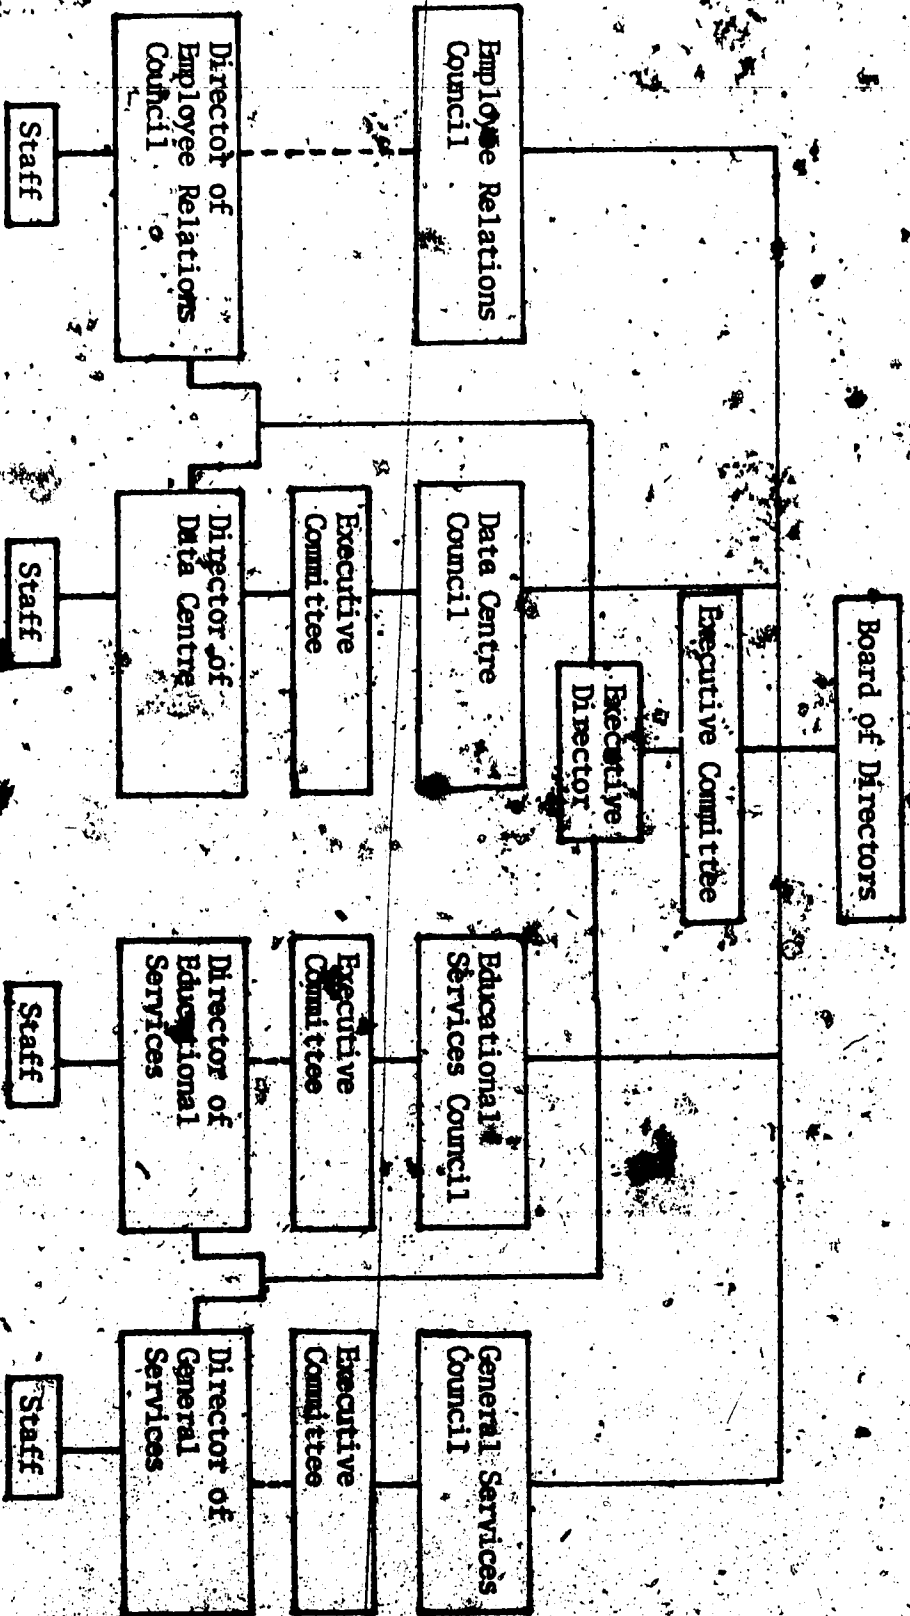 Board of Directors
Executive Committee
Executive
Director
Employee Relations
Council
Data Centre
Council
Educational
Services Council
General Services
Council
Executive
Committee
Executive
Committee
Executive
Committee
Director of
Employee Relations
Council
Director of
Data Centre
Director of
Educational
Services
Director of
General
Services
Staff
Staff
Staff
Staff